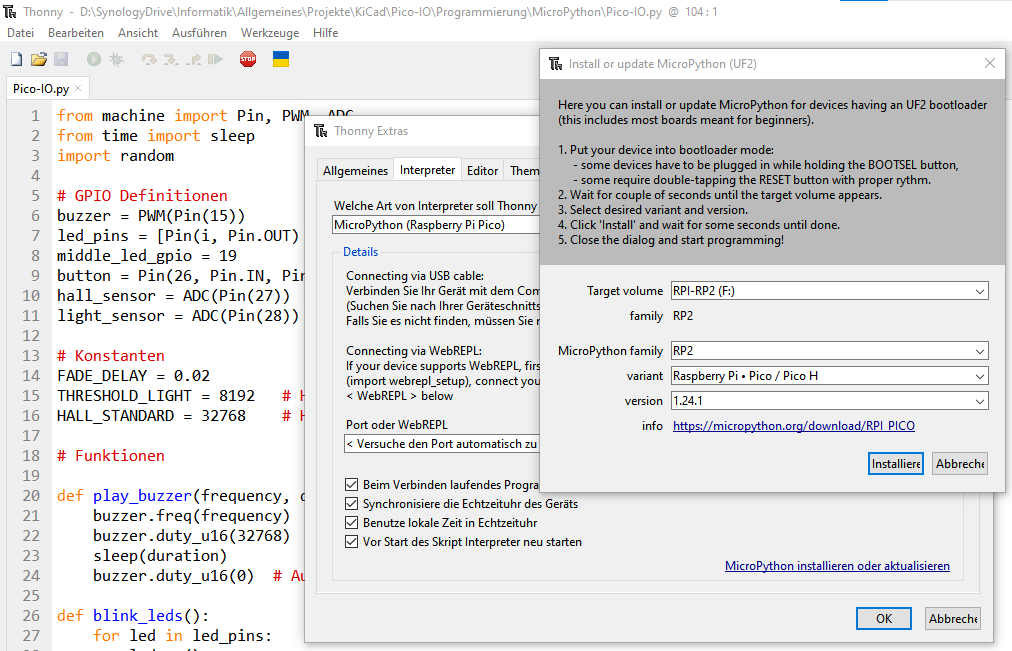 Thonny - D:\SynologyDrive\Informatik\Allgemeines\Projekte\KiCad\Pico-IO\Programmierung\MicroPython\Pico-IO.py @ 104:1
Datei Bearbeiten Ansicht Ausführen Werkzeuge Hilfe
STOP
Pico-IO.py ×
1 from machine import Pin, PWM, ADC
2 from time import sleep
3 import random
4
5 # GPIO Definitionen
6 buzzer = PWM(Pin(15))
7 led_pins = [Pin(i, Pin.OUT)
8 middle_led_gpio = 19
9 button = Pin(26, Pin.IN, Pin
10 hall_sensor = ADC(Pin(27))
11 light_sensor = ADC(Pin(28))
12
13 # Konstanten
14 FADE_DELAY = 0.02
15 THRESHOLD_LIGHT = 8192 # H
16 HALL_STANDARD = 32768 # H
17
18 # Funktionen
19
20 def play_buzzer(frequency, d
21 buzzer.freq(frequency)
22 buzzer.duty_u16(32768)
23 sleep(duration)
24 buzzer.duty_u16(0) # Au
25
26 def blink_leds():
27 for led in led_pins:
Thonny Extras
Allgemeines Interpreter Editor Them
Welche Art von Interpreter soll Thonny
MicroPython (Raspberry Pi Pico)
Details
Connecting via USB cable:
Verbinden Sie Ihr Gerät mit dem Com
(Suchen Sie nach Ihrer Geräteschnitts
Falls Sie es nicht finden, müssen Sie
Connecting via WebREPL:
If your device supports WebREPL, firs
(import webrepl_setup), connect you
< WebREPL > below
Port oder WebREPL
< Versuche den Port automatisch zu
Beim Verbinden laufendes Progra
Synchronisiere die Echtzeituhr des Geräts
Benutze lokale Zeit in Echtzeituhr
Vor Start des Skript Interpreter neu starten
MicroPython installieren oder aktualisieren
OK Abbreche
Install or update MicroPython (UF2)
Here you can install or update MicroPython for devices having an UF2 bootloader
(this includes most boards meant for beginners).
1. Put your device into bootloader mode:
- some devices have to be plugged in while holding the BOOTSEL button,
- some require double-tapping the RESET button with proper rythm.
2. Wait for couple of seconds until the target volume appears.
3. Select desired variant and version.
4. Click 'Install' and wait for some seconds until done.
5. Close the dialog and start programming!
Target volume RPI-RP2 (F:)
family RP2
MicroPython family RP2
variant Raspberry Pi • Pico / Pico H
version 1.24.1
info https://micropython.org/download/RPI_PICO
Installiere Abbreche